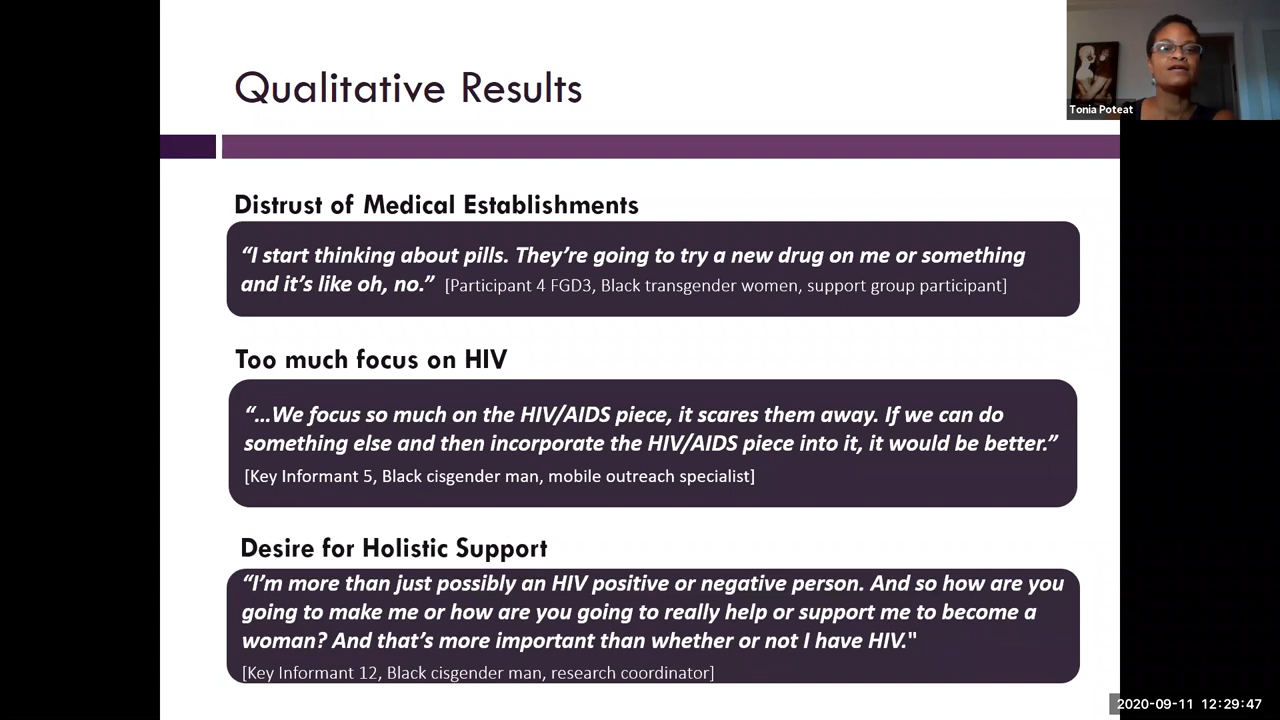 Qualitative Results
Tonia Poteat
Distrust of Medical Establishments
“I start thinking about pills. They’re going to try a new drug on me or something
and it’s like oh, no.” [Participant 4 FGD3, Black transgender women, support group participant]
Too much focus on HIV
“…We focus so much on the HIV/AIDS piece, it scares them away. If we can do
something else and then incorporate the HIV/AIDS piece into it, it would be better.”
[Key Informant 5, Black cisgender man, mobile outreach specialist]
Desire for Holistic Support
“I’m more than just possibly an HIV positive or negative person. And so how are you
going to make me or how are you going to really help or support me to become a
woman? And that’s more important than whether or not I have HIV."
[Key Informant 12, Black cisgender man, research coordinator]
2020-09-11 12:29:47